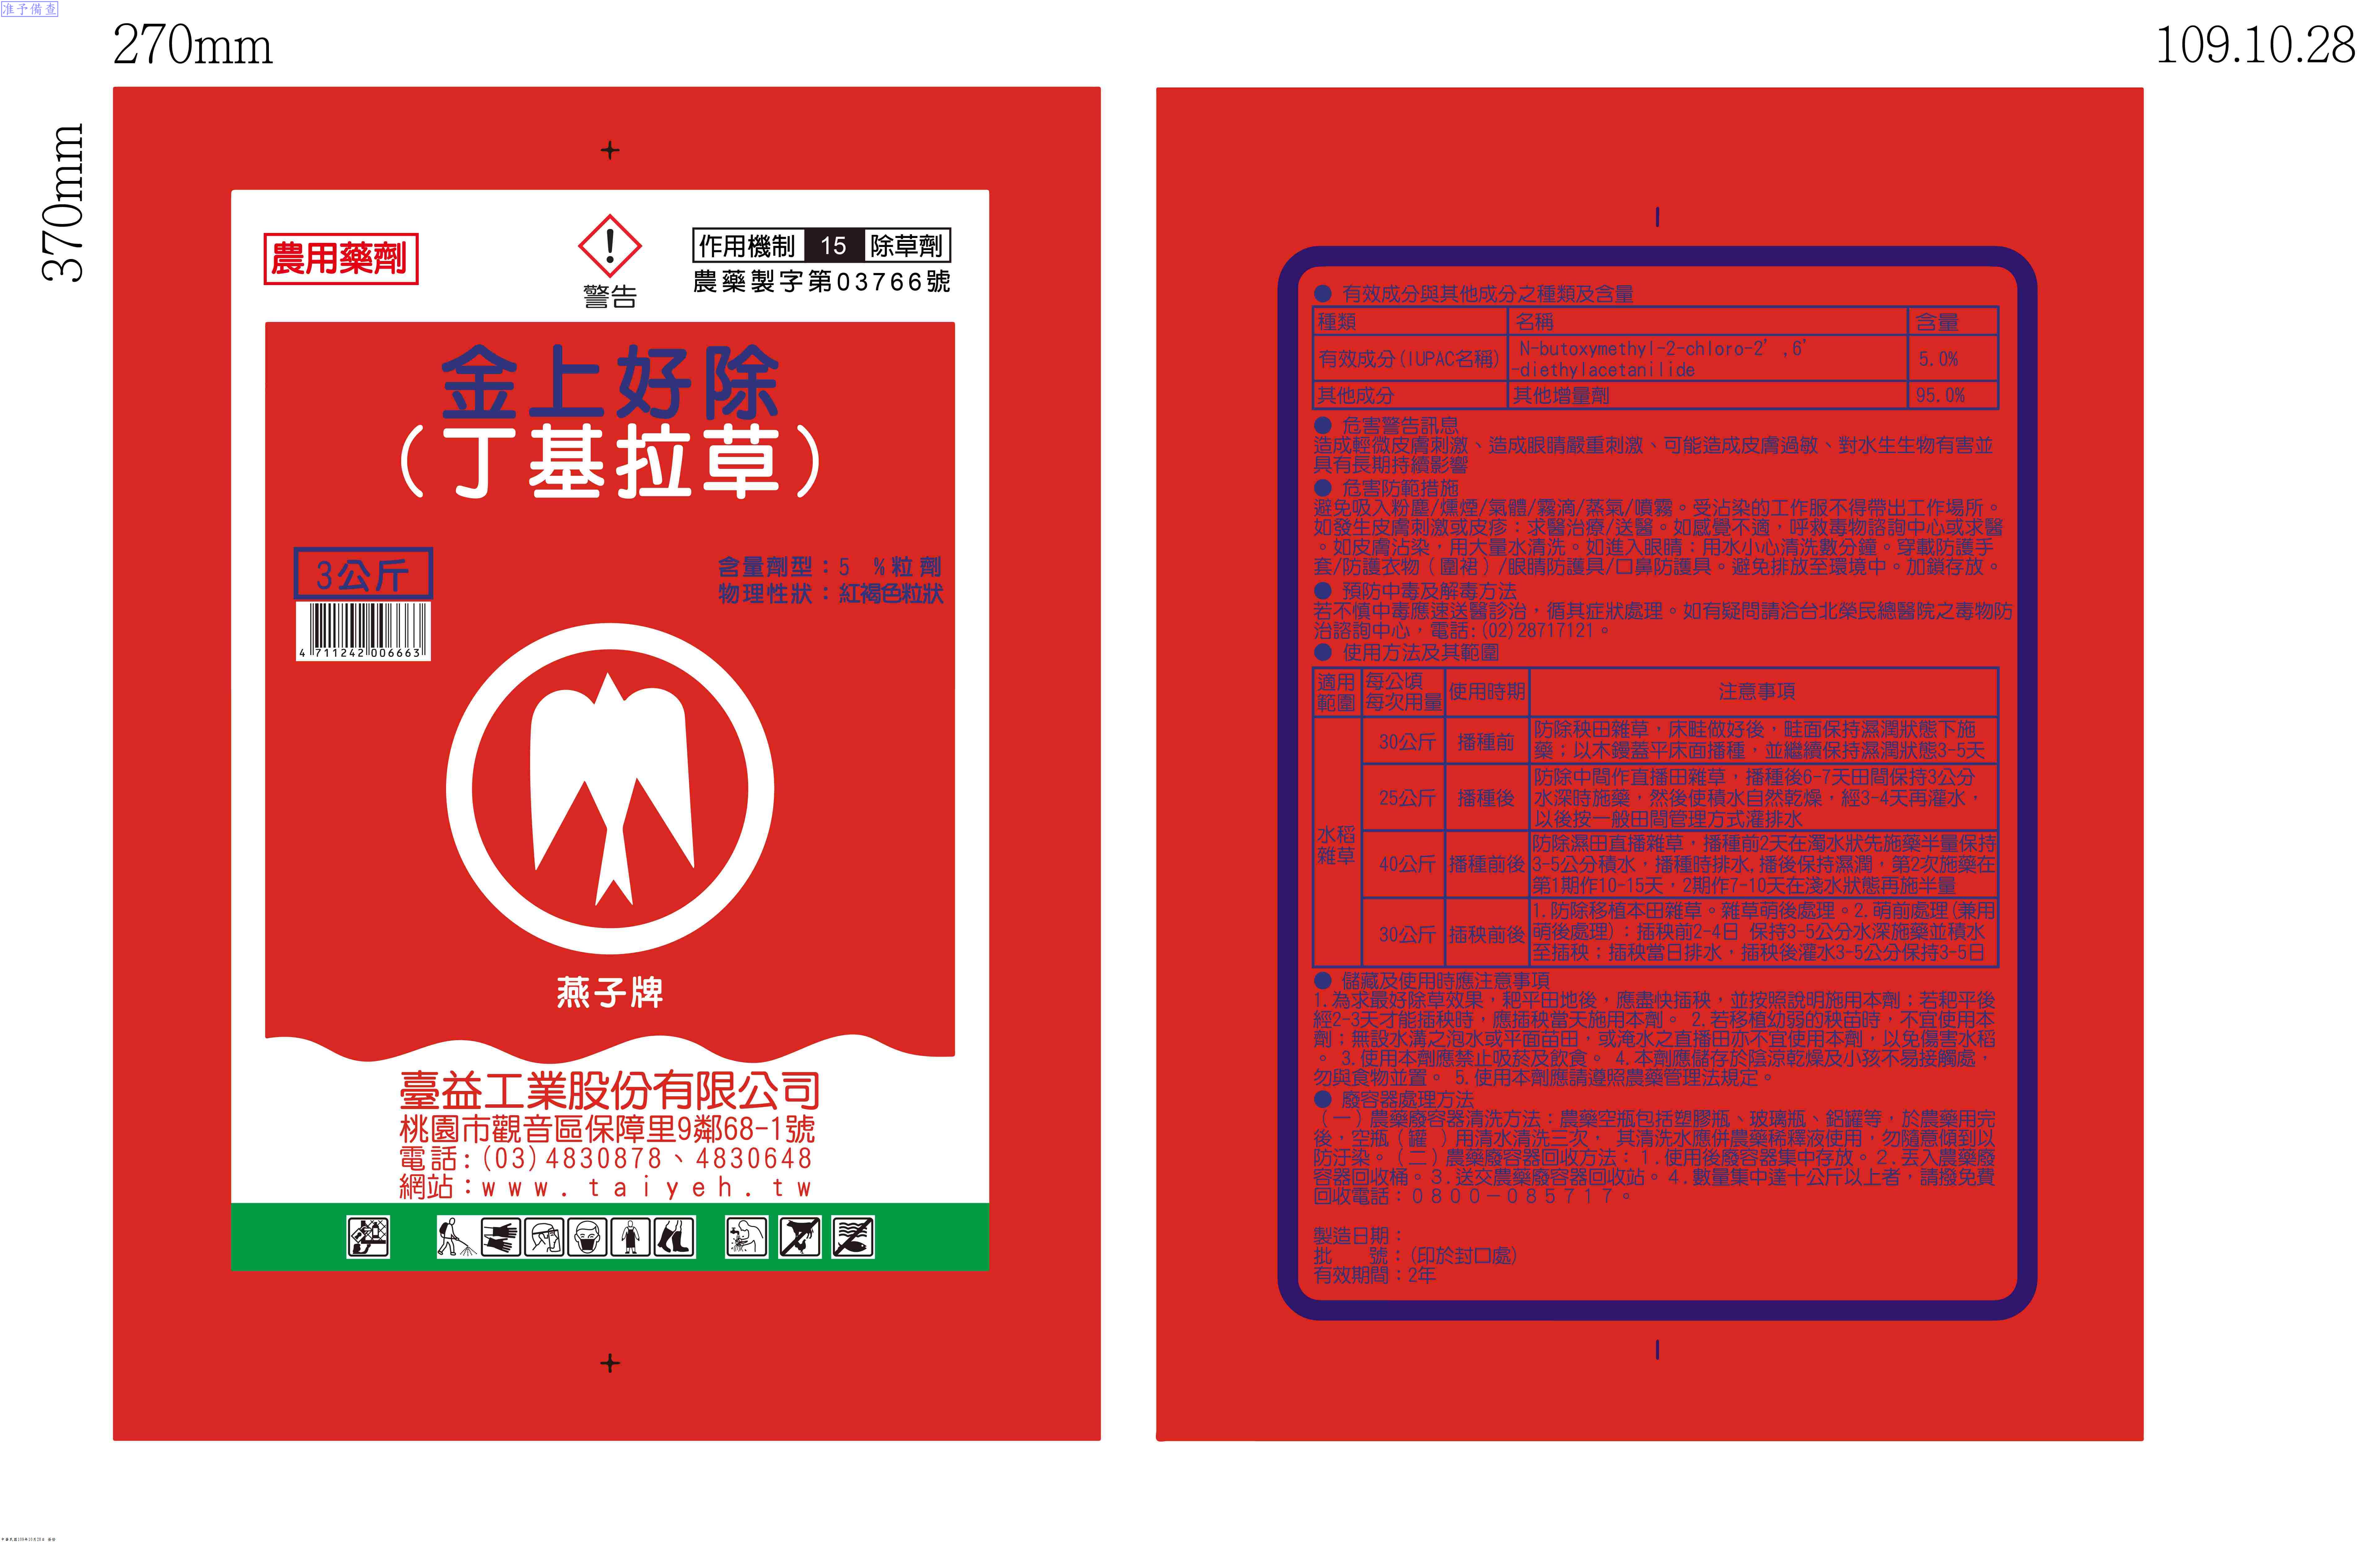 准予備查
270mm
109.10.28
370mm
農用藥劑
警告
作用機制 15 除草劑
農藥製字第03766號
金上好除
(丁基拉草)
3公斤
4 711242 006663
含量劑型：5 %粒劑
物理性狀：紅褐色粒狀
燕子牌
臺益工業股份有限公司
桃園市觀音區保障里9鄰68-1號
電話:(03)4830878、4830648
網站：www.taiyeh.tw
● 有效成分與其他成分之種類及含量
種類 名稱 含量
有效成分(IUPAC名稱) N-butoxymethyl-2-chloro-2',6'
-diethylacetanilide 5.0%
其他成分 其他增量劑 95.0%
● 危害警告訊息
造成輕微皮膚刺激、造成眼睛嚴重刺激、可能造成皮膚過敏、對水生生物有害並
具有長期持續影響
● 危害防範措施
避免吸入粉塵/燻煙/氣體/霧滴/蒸氣/噴霧。受沾染的工作服不得帶出工作場所。
如發生皮膚刺激或皮疹：求醫治療/送醫。如感覺不適，呼救毒物諮詢中心或求醫
。如皮膚沾染，用大量水清洗。如進入眼睛：用水小心清洗數分鐘。穿載防護手
套/防護衣物（圍裙）/眼睛防護具/口鼻防護具。避免排放至環境中。加鎖存放。
● 預防中毒及解毒方法
若不慎中毒應速送醫診治，循其症狀處理。如有疑問請洽台北榮民總醫院之毒物防
治諮詢中心，電話:(02)28717121。
● 使用方法及其範圍
適用範圍 每公頃每次用量 使用時期 注意事項
水稻雜草
30公斤 播種前 防除秧田雜草，床畦做好後，畦面保持濕潤狀態下施
藥；以木鏝蓋平床面播種，並繼續保持濕潤狀態3-5天
25公斤 播種後 防除中間作直播田雜草，播種後6-7天田間保持3公分
水深時施藥，然後使積水自然乾燥，經3-4天再灌水，
以後按一般田間管理方式灌排水
40公斤 播種前後 防除濕田直播雜草，播種前2天在濁水狀先施藥半量保持
3-5公分積水，播種時排水,播後保持濕潤，第2次施藥在
第1期作10-15天，2期作7-10天在淺水狀態再施半量
30公斤 插秧前後 1.防除移植本田雜草。雜草萌後處理。2.萌前處理(兼用
萌後處理)：插秧前2-4日 保持3-5公分水深施藥並積水
至插秧；插秧當日排水，插秧後灌水3-5公分保持3-5日
● 儲藏及使用時應注意事項
1.為求最好除草效果，耙平田地後，應盡快插秧，並按照說明施用本劑；若耙平後
經2-3天才能插秧時，應插秧當天施用本劑。 2.若移植幼弱的秧苗時，不宜使用本
劑；無設水溝之泡水或平面苗田，或淹水之直播田亦不宜使用本劑，以免傷害水稻
。 3.使用本劑應禁止吸菸及飲食。 4.本劑應儲存於陰涼乾燥及小孩不易接觸處，
勿與食物並置。 5.使用本劑應請遵照農藥管理法規定。
● 廢容器處理方法
（一）農藥廢容器清洗方法：農藥空瓶包括塑膠瓶、玻璃瓶、鋁罐等，於農藥用完
後，空瓶（罐 ）用清水清洗三次， 其清洗水應併農藥稀釋液使用，勿隨意傾到以
防汙染。（二）農藥廢容器回收方法：1.使用後廢容器集中存放。2.丟入農藥廢
容器回收桶。3.送交農藥廢容器回收站。4.數量集中達十公斤以上者，請撥免費
回收電話：0800-085717。
製造日期：
批 號：(印於封口處)
有效期間：2年